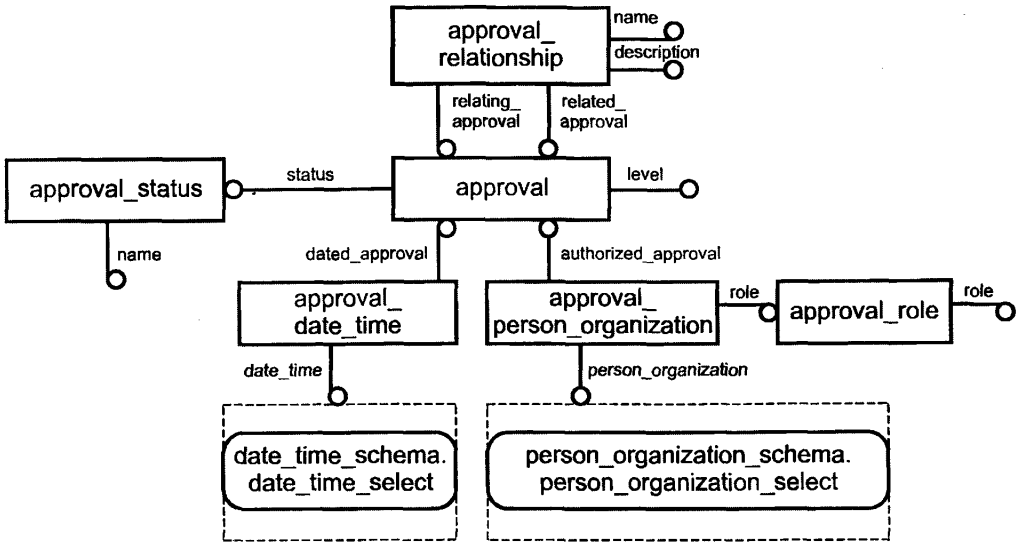 approval_
relationship
name
description
relating_
approval
related_
approval
approval_status
status
approval
level
name
dated_approval
authorized_approval
approval_
date_time
approval_
person_organization
role
approval_role
role
date_time
person_organization
date_time_schema.
date_time_select
person_organization_schema.
person_organization_select